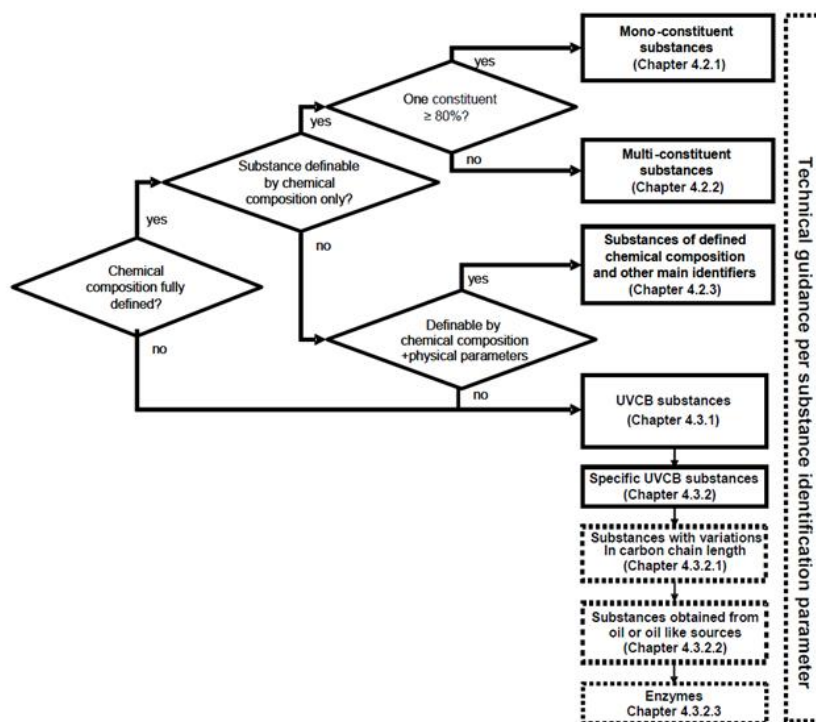 Mono-constituent
substances
(Chapter 4.2.1)
yes
One constituent
≥ 80%?
yes
no
Substance definable
by chemical composition
only?
Multi-constituent
substances
(Chapter 4.2.2)
yes
no
Substances of defined
chemical composition
and other main identifiers
(Chapter 4.2.3)
Chemical
composition fully
defined?
yes
Definable by
chemical composition
+physical parameters
no
no
UVCB substances
(Chapter 4.3.1)
Specific UVCB substances
(Chapter 4.3.2)
Substances with variations
In carbon chain length
(Chapter 4.3.2.1)
Substances obtained from
oil or oil like sources
(Chapter 4.3.2.2)
Enzymes
Chapter 4.3.2.3
Technical guidance per substance identification parameter